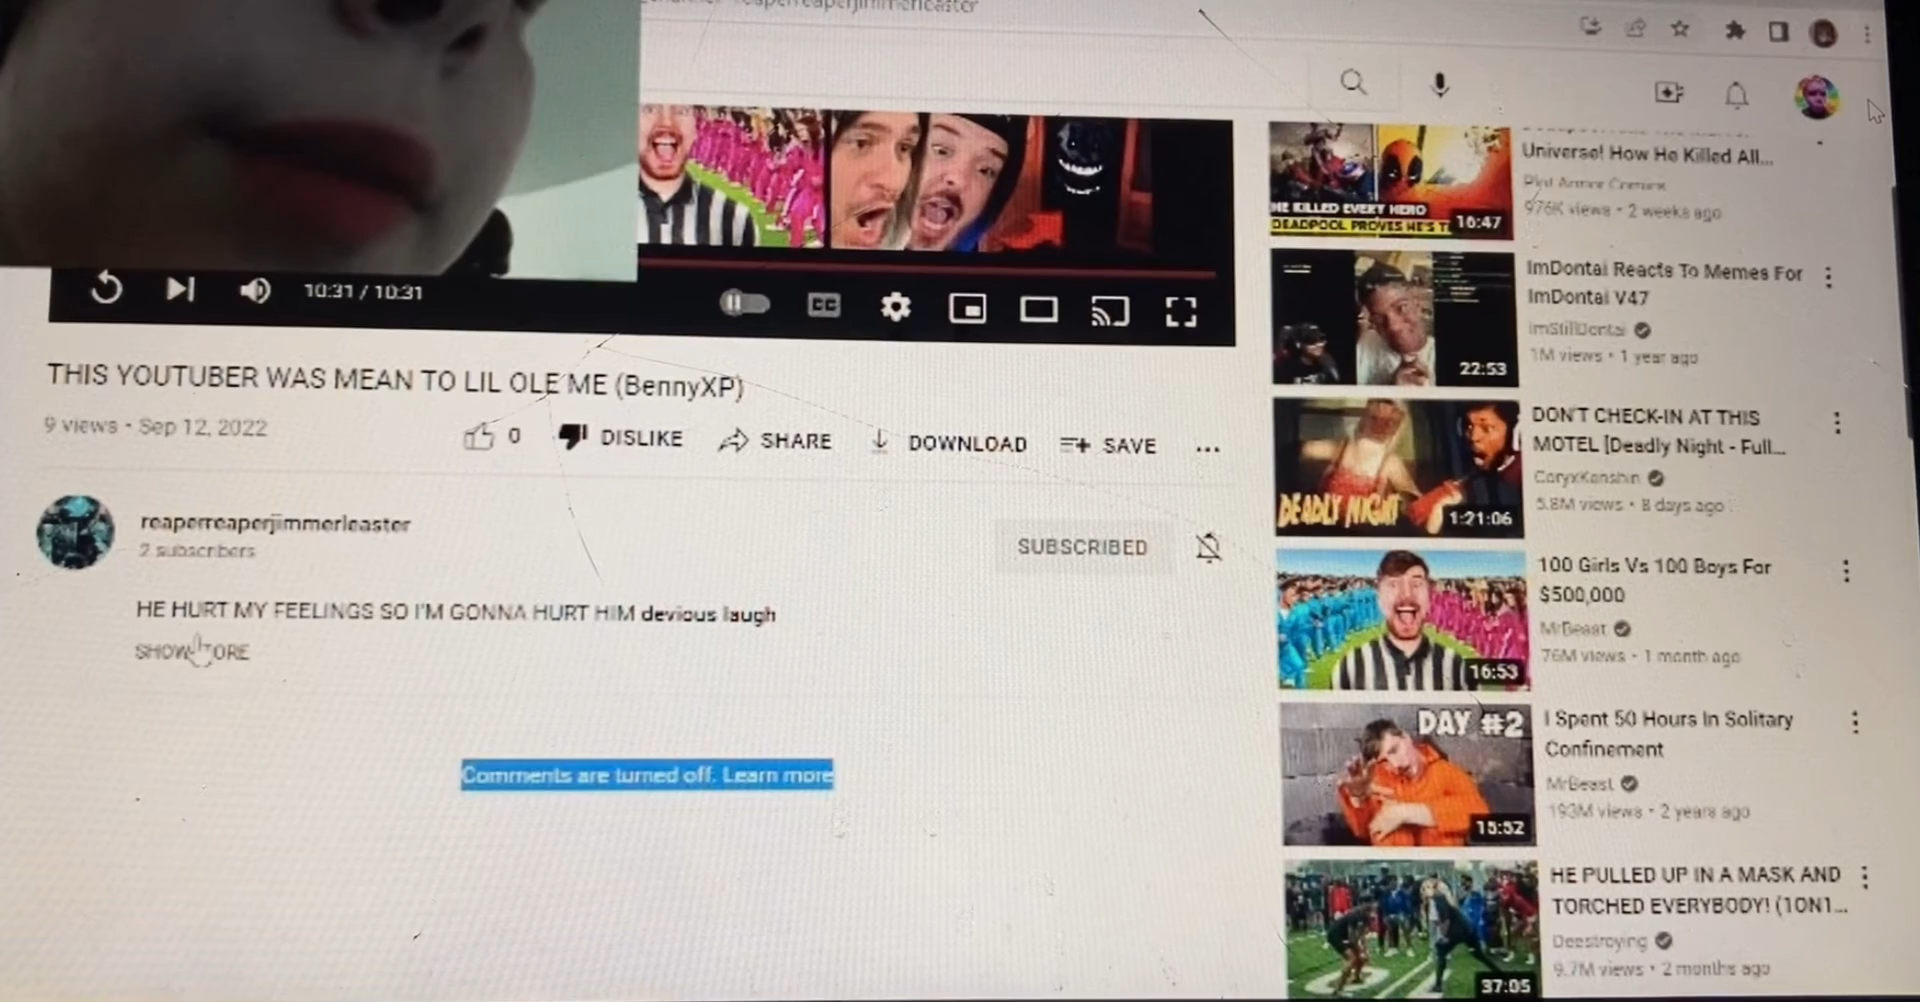 10:31 / 10:31
CC
THIS YOUTUBER WAS MEAN TO LIL OLE ME (BennyXP)
9 views • Sep 12, 2022
0
DISLIKE
SHARE
DOWNLOAD
SAVE
reaperreaperjimmerleaster
2 subscribers
SUBSCRIBED
HE HURT MY FEELINGS SO I'M GONNA HURT HIM devious laugh
SHOW MORE
Comments are turned off. Learn more
HE KILLED EVERY HERO
DEADPOOL PROVES HE'S T
16:47
Universe! How He Killed All...
Plot Armor Comics
976K views • 2 weeks ago
22:53
ImDontai Reacts To Memes For
ImDontai V47
ImStillDontai
1M views • 1 year ago
DEADLY NIGHT
1:21:06
DON'T CHECK-IN AT THIS
MOTEL [Deadly Night - Full...
CoryxKenshin
5.8M views • 8 days ago
16:53
100 Girls Vs 100 Boys For
$500,000
MrBeast
76M views • 1 month ago
DAY #2
15:52
I Spent 50 Hours In Solitary
Confinement
MrBeast
193M views • 2 years ago
37:05
HE PULLED UP IN A MASK AND
TORCHED EVERYBODY! (1ON1...
Deestroying
9.7M views • 2 months ago